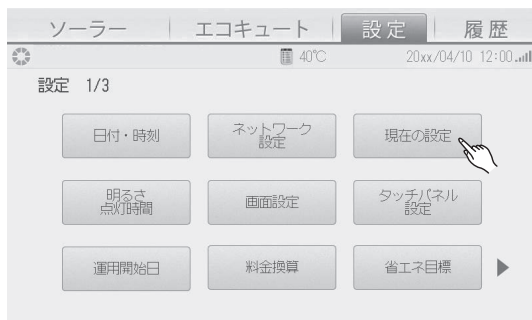 ソーラー エコキュート 設定 履歴
40℃ 20xx/04/10 12:00
設定 1/3
日付・時刻 ネットワーク設定 現在の設定
明るさ点灯時間 画面設定 タッチパネル設定
運用開始日 料金換算 省エネ目標